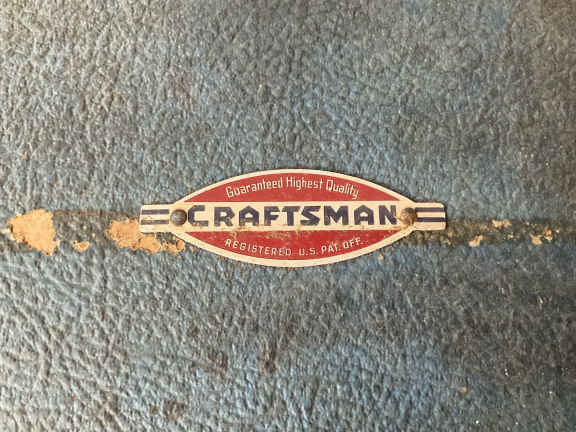 Guaranteed Highest Quality
CRAFTSMAN
REGISTERED. U.S. PAT. OFF.